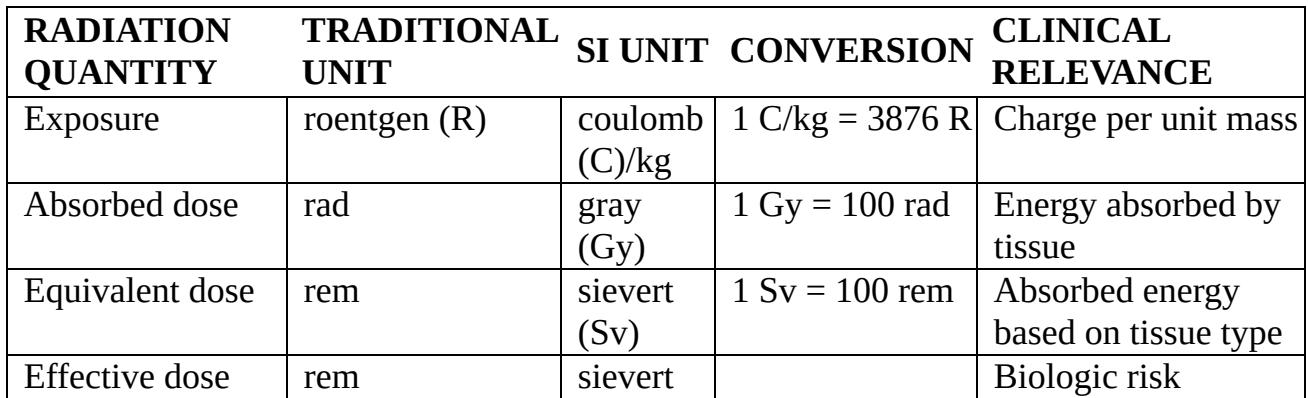 RADIATION QUANTITY TRADITIONAL UNIT SI UNIT CONVERSION CLINICAL RELEVANCE
Exposure roentgen (R) coulomb (C)/kg 1 C/kg = 3876 R Charge per unit mass
Absorbed dose rad gray (Gy) 1 Gy = 100 rad Energy absorbed by tissue
Equivalent dose rem sievert (Sv) 1 Sv = 100 rem Absorbed energy based on tissue type
Effective dose rem sievert Biologic risk